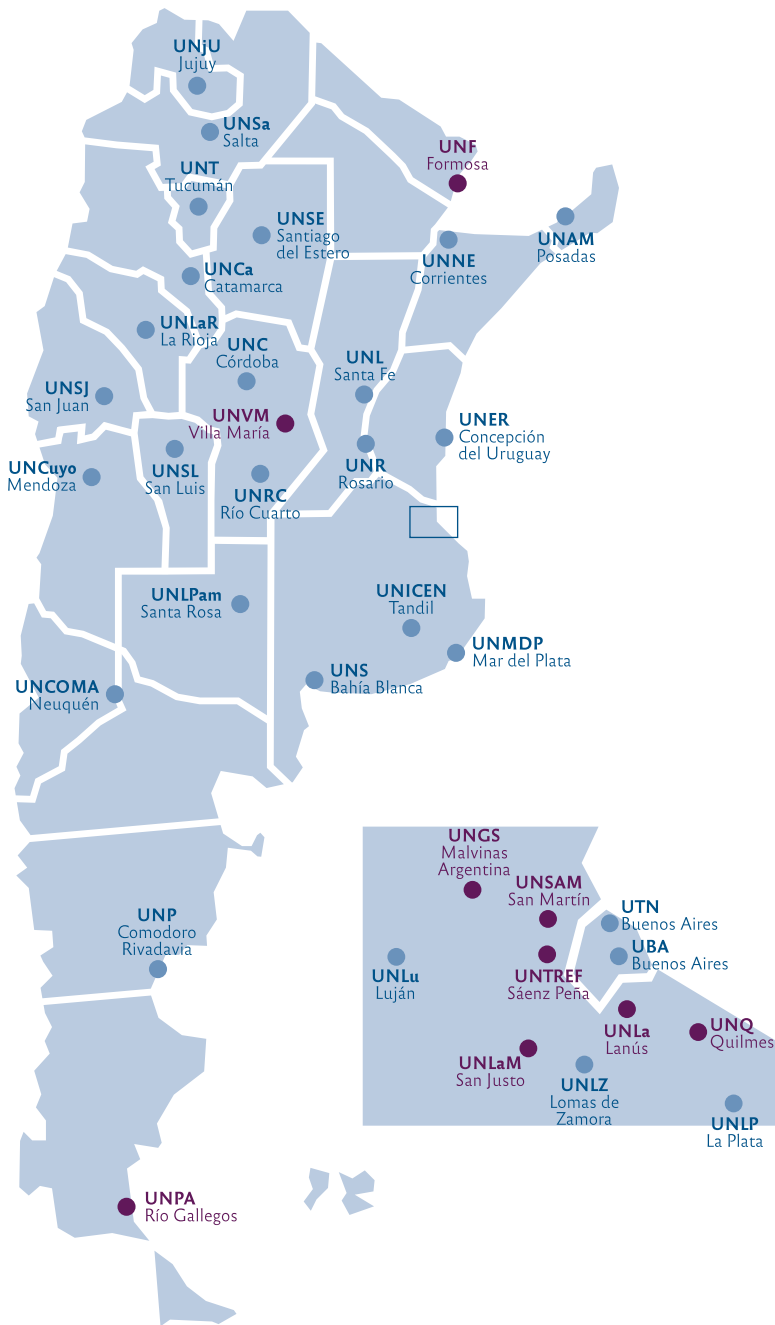 UNjU
Jujuy
UNSa
Salta
UNF
Formosa
UNT
Tucumán
UNSE
Santiago
del Estero
UNAM
Posadas
UNNE
Corrientes
UNCa
Catamarca
UNLaR
La Rioja
UNC
Córdoba
UNL
Santa Fe
UNSJ
San Juan
UNVM
Villa María
UNER
Concepción
del Uruguay
UNCuyo
Mendoza
UNSL
San Luis
UNRC
Río Cuarto
UNR
Rosario
UNLPam
Santa Rosa
UNICEN
Tandil
UNMDP
Mar del Plata
UNS
Bahía Blanca
UNCOMA
Neuquén
UNP
Comodoro
Rivadavia
UNPA
Río Gallegos
UNGS
Malvinas
Argentina
UNSAM
San Martín
UTN
Buenos Aires
UBA
Buenos Aires
UNLu
Luján
UNTREF
Sáenz Peña
UNLa
Lanús
UNQ
Quilmes
UNLaM
San Justo
UNLZ
Lomas de
Zamora
UNLP
La Plata